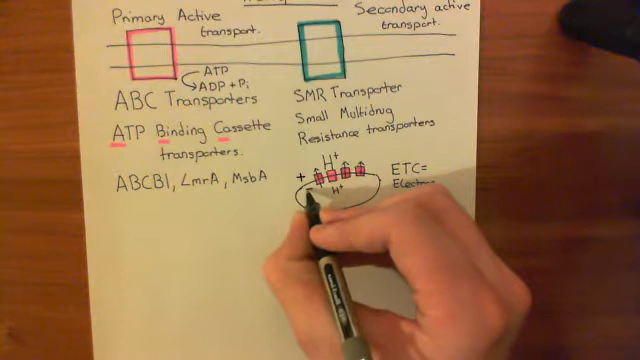 Primary Active
transport.
ATP
ADP + Pi
ABC Transporters
ATP Binding Cassette
transporters.
ABCB1, LmrA, MsbA
Secondary active
transport.
SMR Transporter
Small Multidrug
Resistance transporters
H⁺
+
H⁺
ETC=